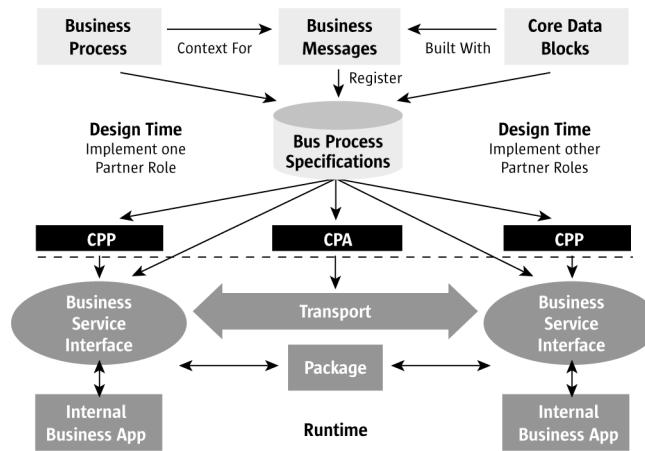 Business
Process
Context For
Business
Messages
Built With
Core Data
Blocks
Register
Design Time
Implement one
Partner Role
Bus Process
Specifications
Design Time
Implement other
Partner Roles
CPP
CPA
CPP
Business
Service
Interface
Transport
Business
Service
Interface
Package
Internal
Business App
Runtime
Internal
Business App